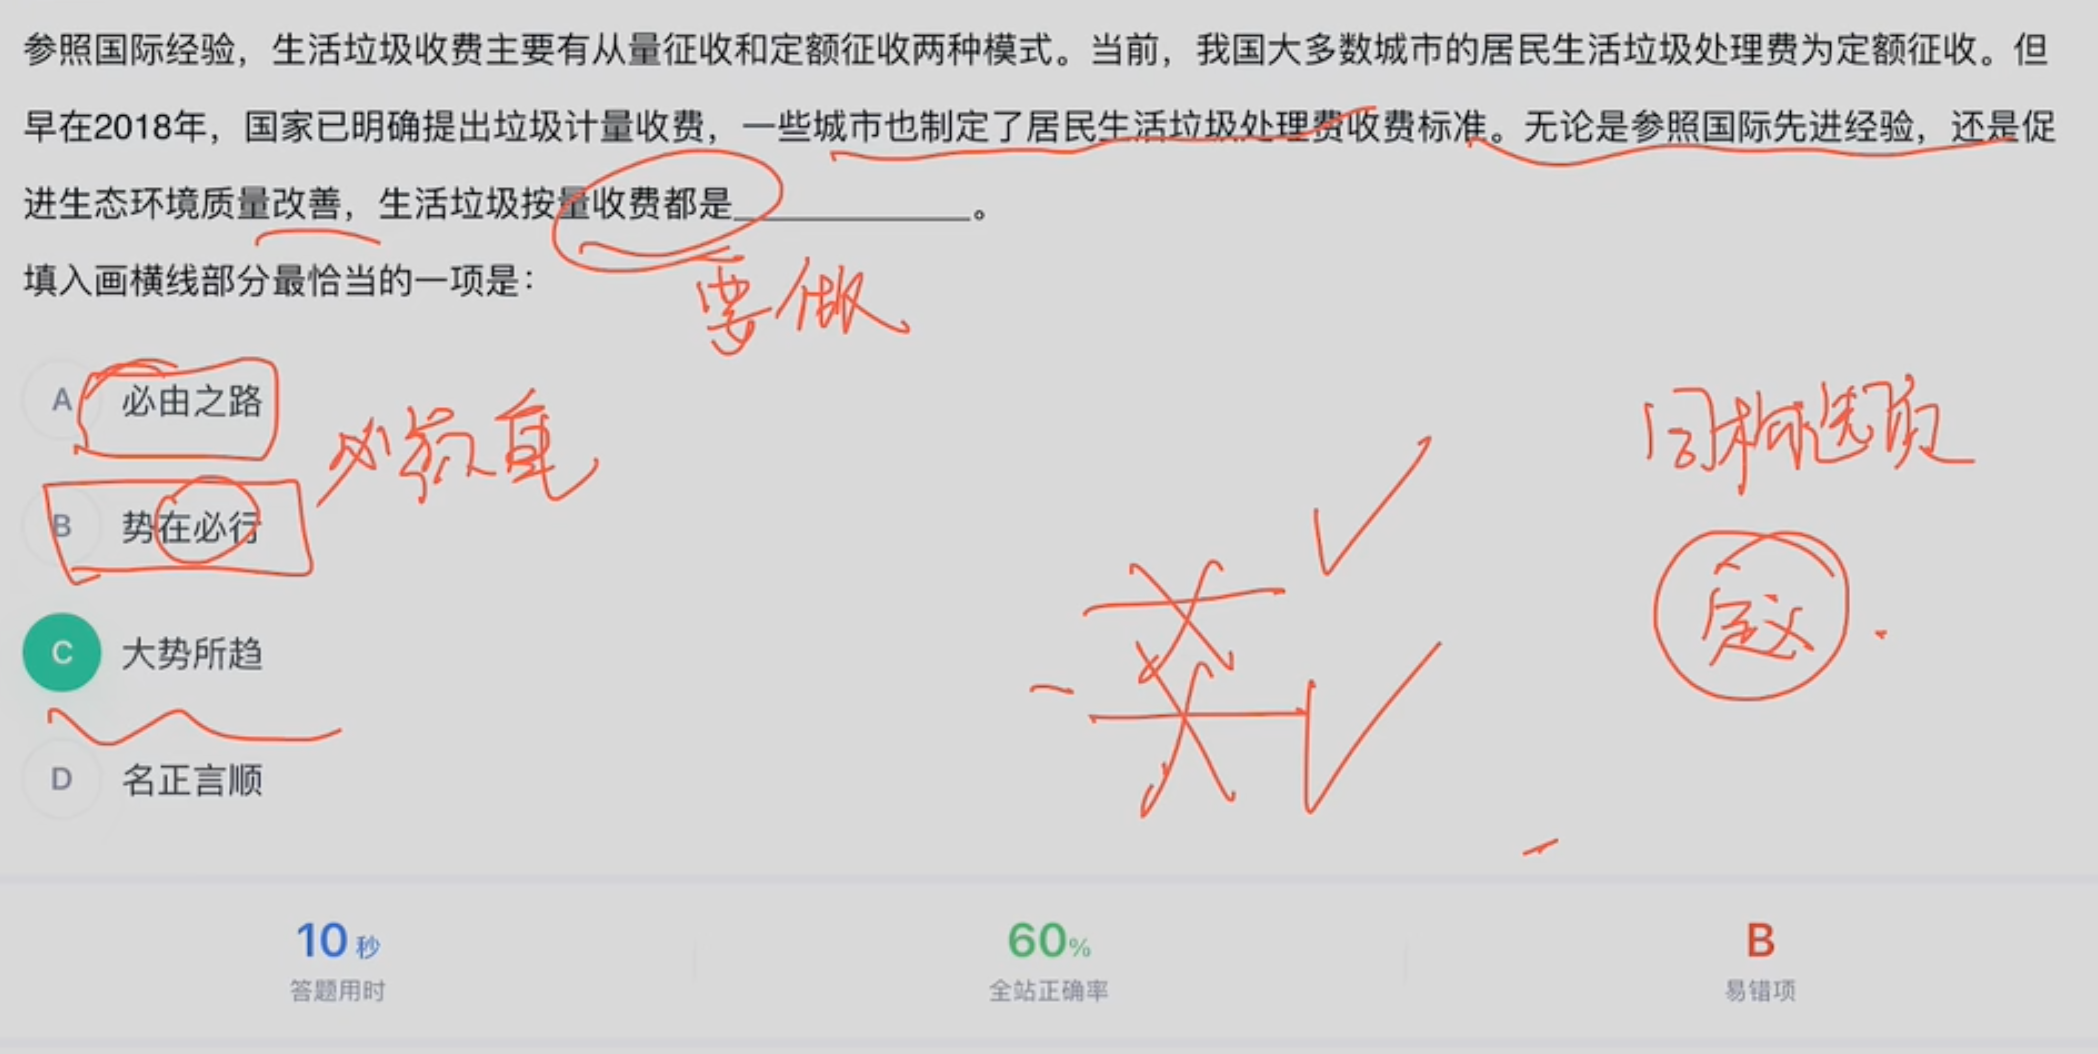 参照国际经验，生活垃圾收费主要有从量征收和定额征收两种模式。当前，我国大多数城市的居民生活垃圾处理费为定额征收。但
早在2018年，国家已明确提出垃圾计量收费，一些城市也制定了居民生活垃圾处理费收费标准。无论是参照国际先进经验，还是促
进生态环境质量改善，生活垃圾按量收费都是____________。
填入画横线部分最恰当的一项是：
要做
A 必由之路
B 势在必行
C 大势所趋
D 名正言顺
同构选项
定义
10秒
答题用时
60%
全站正确率
B
易错项